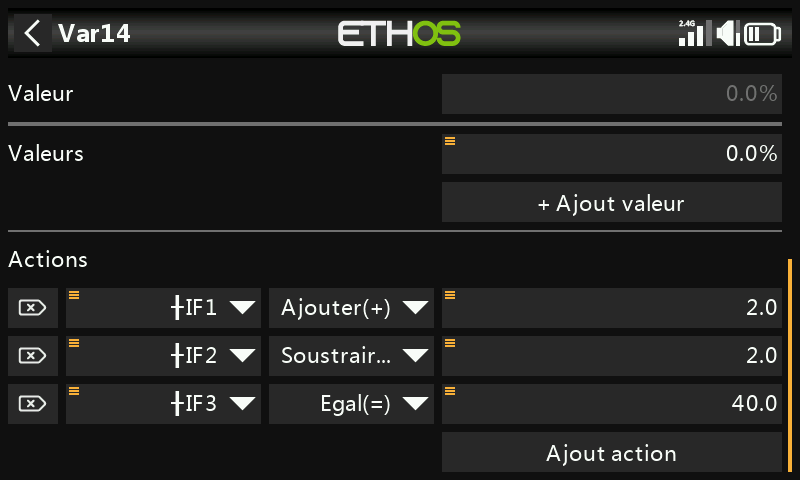 Var14 ETHOS 2.4G
Valeur 0.0%
Valeurs 0.0%
+ Ajout valeur
Actions
IF1 Ajouter(+) 2.0
IF2 Soustrair... 2.0
IF3 Egal(=) 40.0
Ajout action